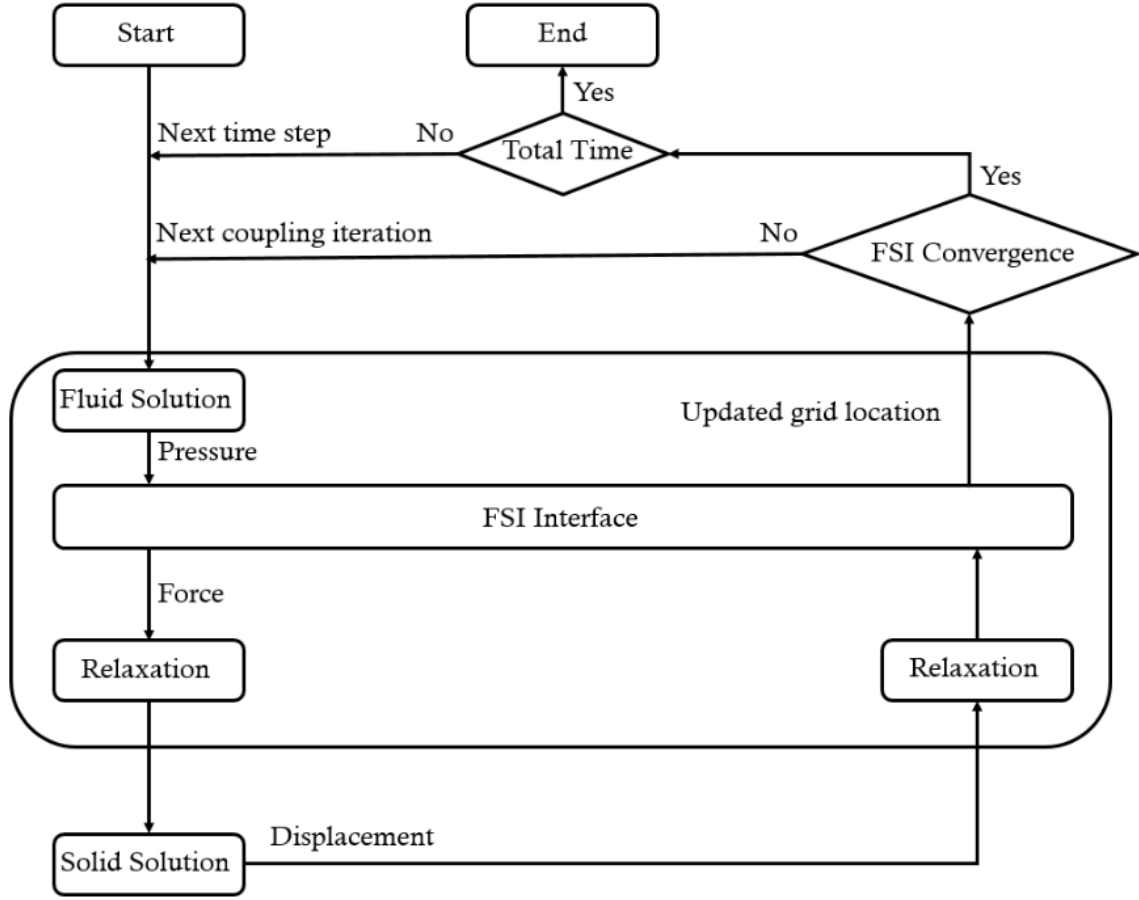 Start
End
Yes
Next time step
No
Total Time
Yes
Next coupling iteration
No
FSI Convergence
Fluid Solution
Updated grid location
Pressure
FSI Interface
Force
Relaxation
Relaxation
Displacement
Solid Solution